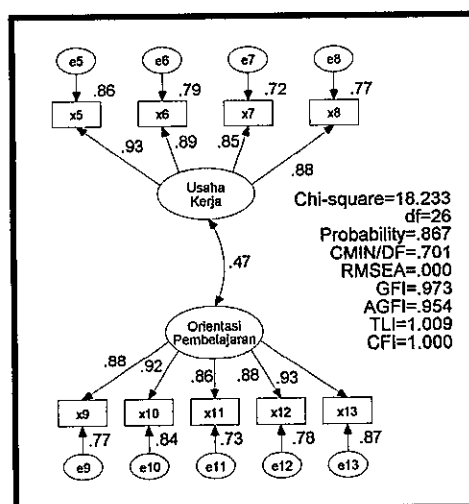 e5 e6 e7 e8
.86 .79 .72 .77
x5 x6 x7 x8
.93 .89 .85 .88
Usaha
Kerja
Chi-square=18.233
df=26
Probability=.867
CMIN/DF=.701
RMSEA=.000
GFI=.973
AGFI=.954
TLI=1.009
CFI=1.000
.47
Orientasi
Pembelajaran
.88 .92 .86 .88 .93
x9 x10 x11 x12 x13
.77 .84 .73 .78 .87
e9 e10 e11 e12 e13